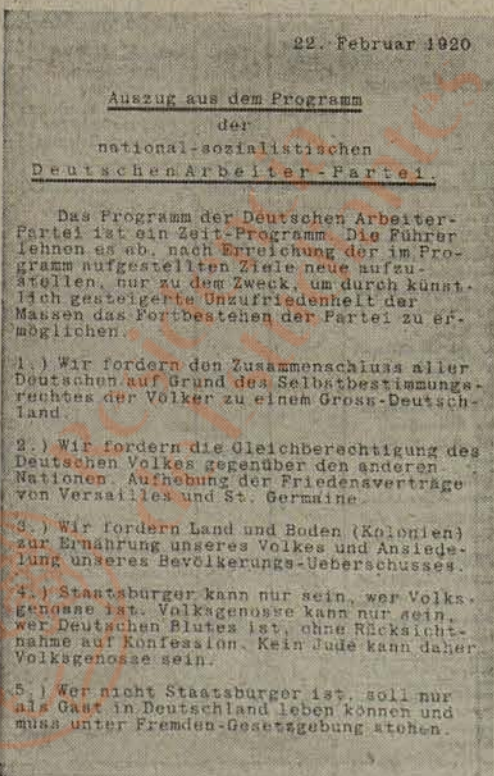 22. Februar 1920
Auszug aus dem Programm
der
national-sozialistischen
Deutschen Arbeiter-Partei.
Das Programm der Deutschen Arbeiter-
Partei ist ein Zeit-Programm. Die Führer
lehnen es ab, nach Erreichung der im Pro-
gramm aufgestellten Ziele neue aufzu-
stellen, nur zu dem Zweck, um durch künst-
lich gesteigerte Unzufriedenheit der
Massen das Fortbestehen der Partei zu er-
möglichen.
1.) Wir fordern den Zusammenschluss aller
Deutschen auf Grund des Selbstbestimmungs-
rechtes der Völker zu einem Gross-Deutsch-
land.
2.) Wir fordern die Gleichberechtigung des
Deutschen Volkes gegenüber den anderen
Nationen. Aufhebung der Friedensverträge
von Versailles und St. Germaine.
3.) Wir fordern Land und Boden (Kolonien)
zur Ernährung unseres Volkes und Ansiede-
lung unseres Bevölkerungs-Ueberschusses.
4.) Staatsbürger kann nur sein, wer Volks-
genosse ist. Volksgenosse kann nur sein,
wer Deutschen Blutes ist, ohne Rücksicht-
nahme auf Konfession. Kein Jude kann daher
Volksgenosse sein.
5.) Wer nicht Staatsbürger ist, soll nur
als Gast in Deutschland leben können und
muss unter Fremden-Gesetzgebung stehen.